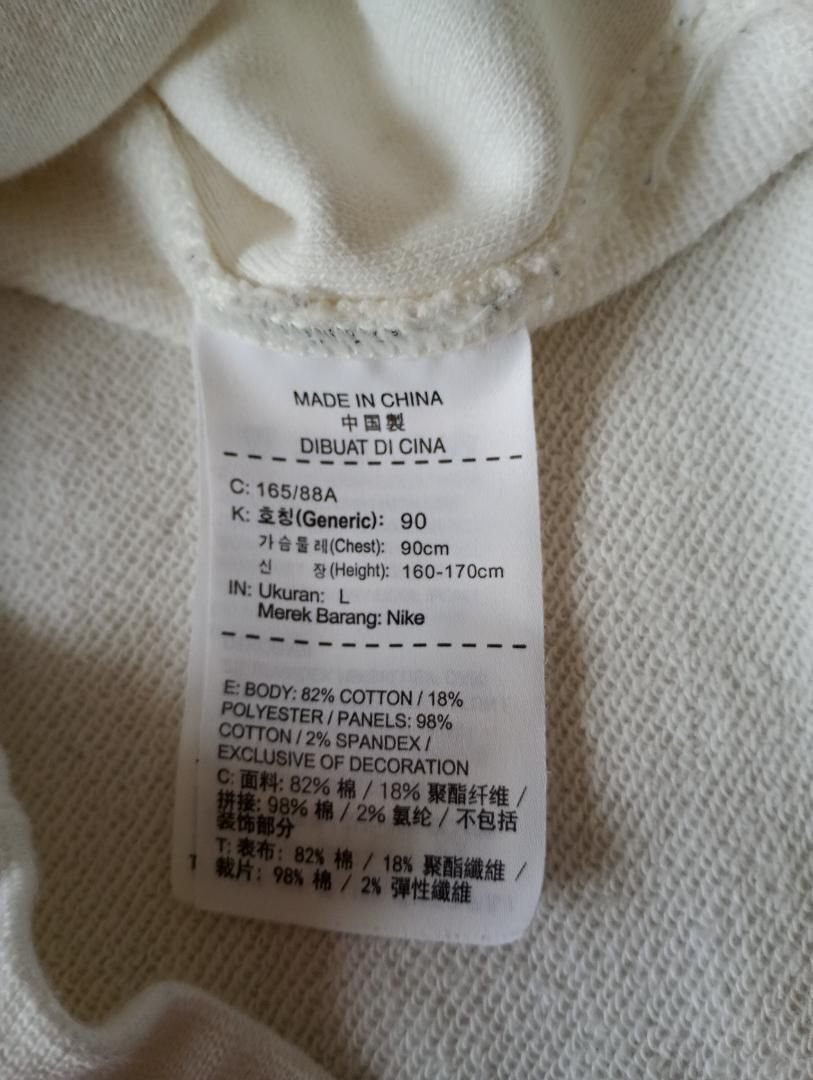 MADE IN CHINA
中国製
DIBUAT DI CINA
C: 165/88A
K: 호칭(Generic): 90
가슴둘레(Chest): 90cm
신 장(Height): 160-170cm
IN: Ukuran: L
Merek Barang: Nike
E: BODY: 82% COTTON / 18%
POLYESTER / PANELS: 98%
COTTON / 2% SPANDEX /
EXCLUSIVE OF DECORATION
C: 面料: 82% 棉 / 18% 聚酯纤维 /
拼接: 98% 棉 / 2% 氨纶 / 不包括
装饰部分
T: 表布: 82% 棉 / 18% 聚酯纖維 /
裁片: 98% 棉 / 2% 彈性纖維